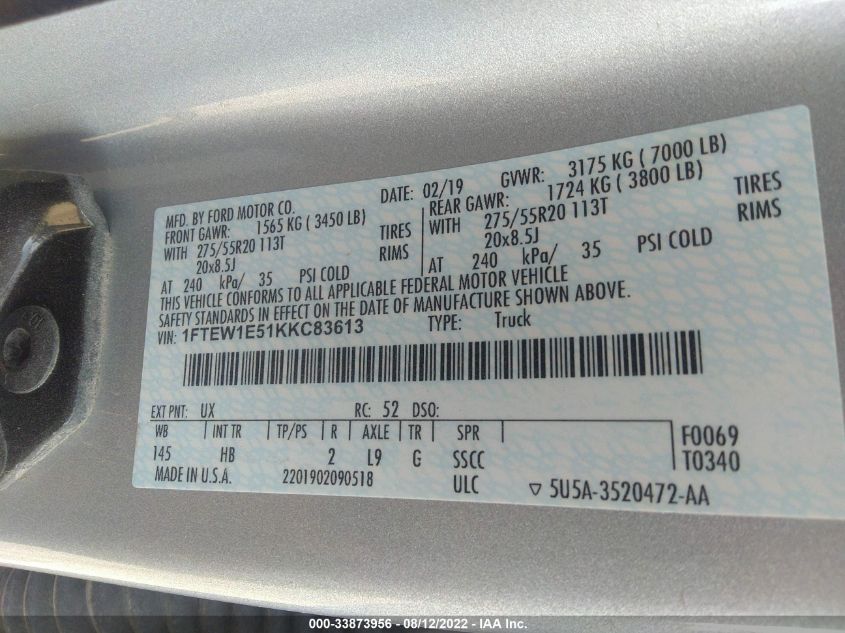 MFD. BY FORD MOTOR CO. DATE: 02/19 GVWR: 3175 KG ( 7000 LB)
FRONT GAWR: 1565 KG ( 3450 LB) REAR GAWR: 1724 KG ( 3800 LB)
WITH 275/55R20 113T TIRES WITH 275/55R20 113T TIRES
20x8.5J RIMS 20x8.5J RIMS
AT 240 kPa/ 35 PSI COLD AT 240 kPa/ 35 PSI COLD
THIS VEHICLE CONFORMS TO ALL APPLICABLE FEDERAL MOTOR VEHICLE
SAFETY STANDARDS IN EFFECT ON THE DATE OF MANUFACTURE SHOWN ABOVE.
VIN: 1FTEW1E51KKC83613 TYPE: Truck
EXT PNT: UX RC: 52 DSO:
WB INT TR TP/PS R AXLE TR SPR F0069
145 HB 2 L9 G SSCC T0340
MADE IN U.S.A. 2201902090518 ULC ▽ 5U5A-3520472-AA
000-33873956 - 08/12/2022 - IAA Inc.